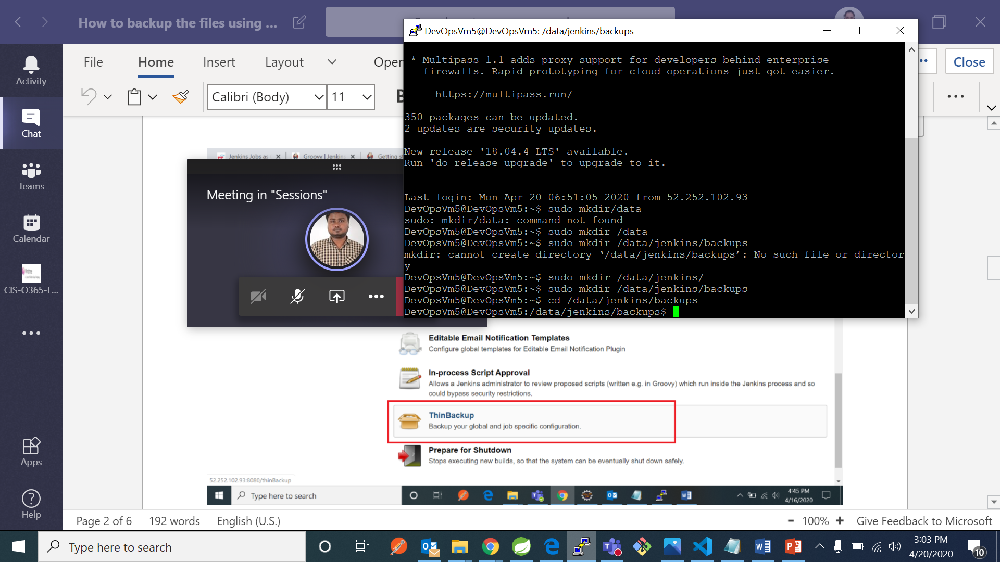 How to backup the files using ...
DevOpsVm5@DevOpsVm5: /data/jenkins/backups
File
Home
Insert
Layout
Open
Close
Calibri (Body)
11
B
Activity
Chat
Teams
Calendar
CIS-O365-L...
Apps
Help
* Multipass 1.1 adds proxy support for developers behind enterprise
firewalls. Rapid prototyping for cloud operations just got easier.
https://multipass.run/
350 packages can be updated.
2 updates are security updates.
New release '18.04.4 LTS' available.
Run 'do-release-upgrade' to upgrade to it.
Last login: Mon Apr 20 06:51:05 2020 from 52.252.102.93
DevOpsVm5@DevOpsVm5:~$ sudo mkdir/data
sudo: mkdir/data: command not found
DevOpsVm5@DevOpsVm5:~$ sudo mkdir /data
DevOpsVm5@DevOpsVm5:~$ sudo mkdir /data/jenkins/backups
mkdir: cannot create directory ‘/data/jenkins/backups’: No such file or director
y
DevOpsVm5@DevOpsVm5:~$ sudo mkdir /data/jenkins/
DevOpsVm5@DevOpsVm5:~$ sudo mkdir /data/jenkins/backups
DevOpsVm5@DevOpsVm5:~$ cd /data/jenkins/backups
DevOpsVm5@DevOpsVm5:/data/jenkins/backups$
Jenkins Jobs as
Groovy | Jenkins
Getting st
Meeting in "Sessions"
Editable Email Notification Templates
Configure global templates for Editable Email Notification Plugin
In-process Script Approval
Allows a Jenkins administrator to review proposed scripts (written e.g. in Groovy) which run inside the Jenkins process and so
could bypass security restrictions.
ThinBackup
Backup your global and job specific configuration.
Prepare for Shutdown
Stops executing new builds, so that the system can be eventually shut down safely.
52.252.102.93:8080/thinBackup
Type here to search
4:45 PM
4/16/2020
Page 2 of 6
192 words
English (U.S.)
100%
Give Feedback to Microsoft
Type here to search
3:03 PM
4/20/2020
10